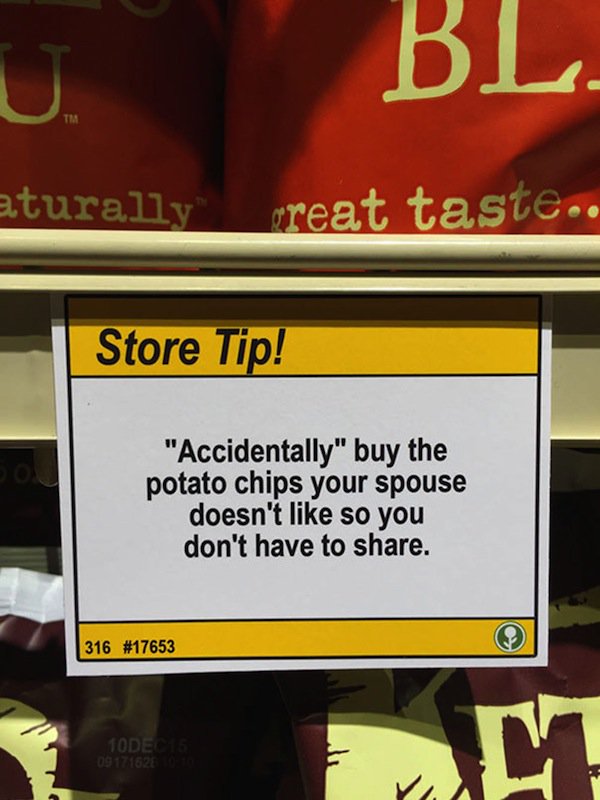 U TM
BL
aturally™
great taste..
Store Tip!
"Accidentally" buy the
potato chips your spouse
doesn't like so you
don't have to share.
316 #17653
10DEC15